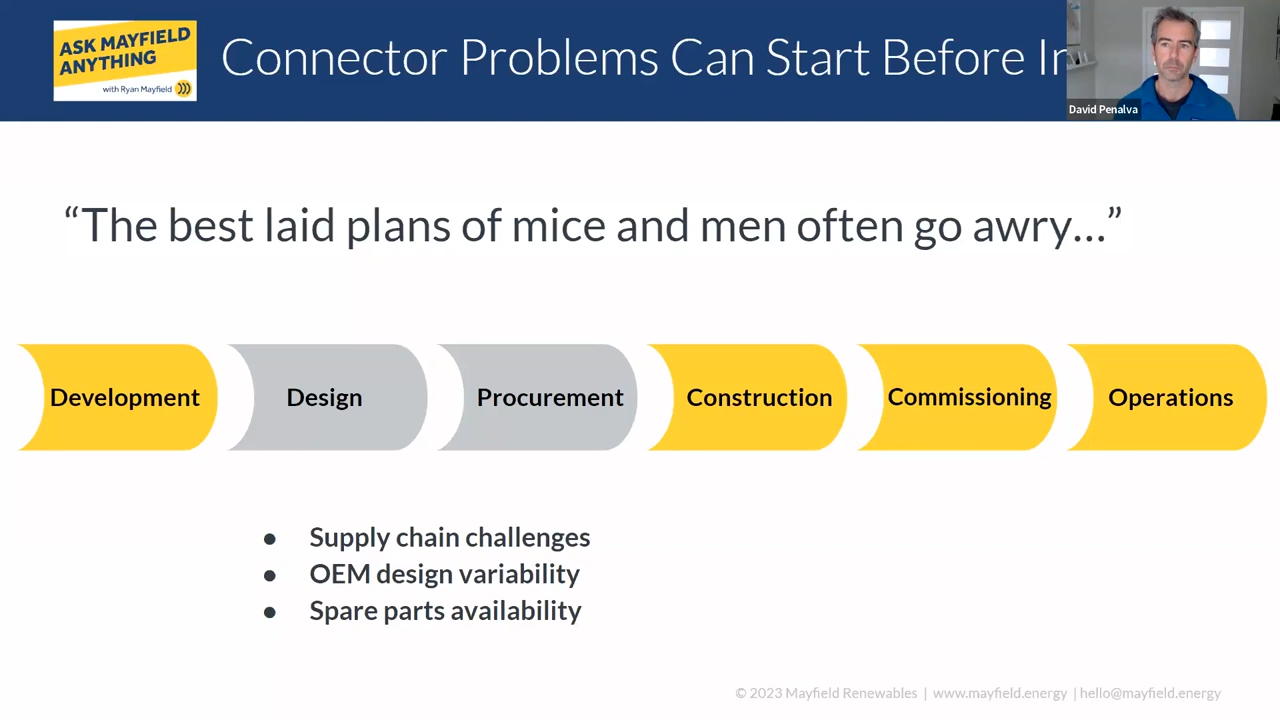 ASK MAYFIELD
ANYTHING
with Ryan Mayfield
Connector Problems Can Start Before
David Penalva
“The best laid plans of mice and men often go awry...”
Development
Design
Procurement
Construction
Commissioning
Operations
● Supply chain challenges
● OEM design variability
● Spare parts availability
© 2023 Mayfield Renewables | www.mayfield.energy | hello@mayfield.energy